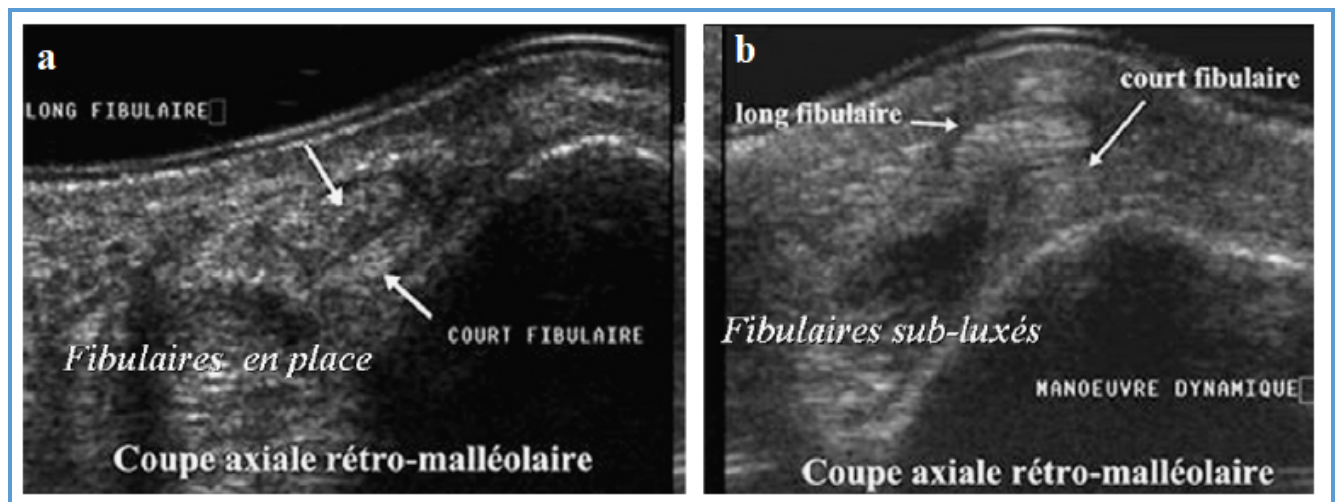 a
LONG FIBULAIRE
COURT FIBULAIRE
Fibulaires en place
Coupe axiale rétro-malléolaire
b
court fibulaire
long fibulaire
Fibulaires sub-luxés
MANOEUVRE DYNAMIQUE
Coupe axiale rétro-malléolaire